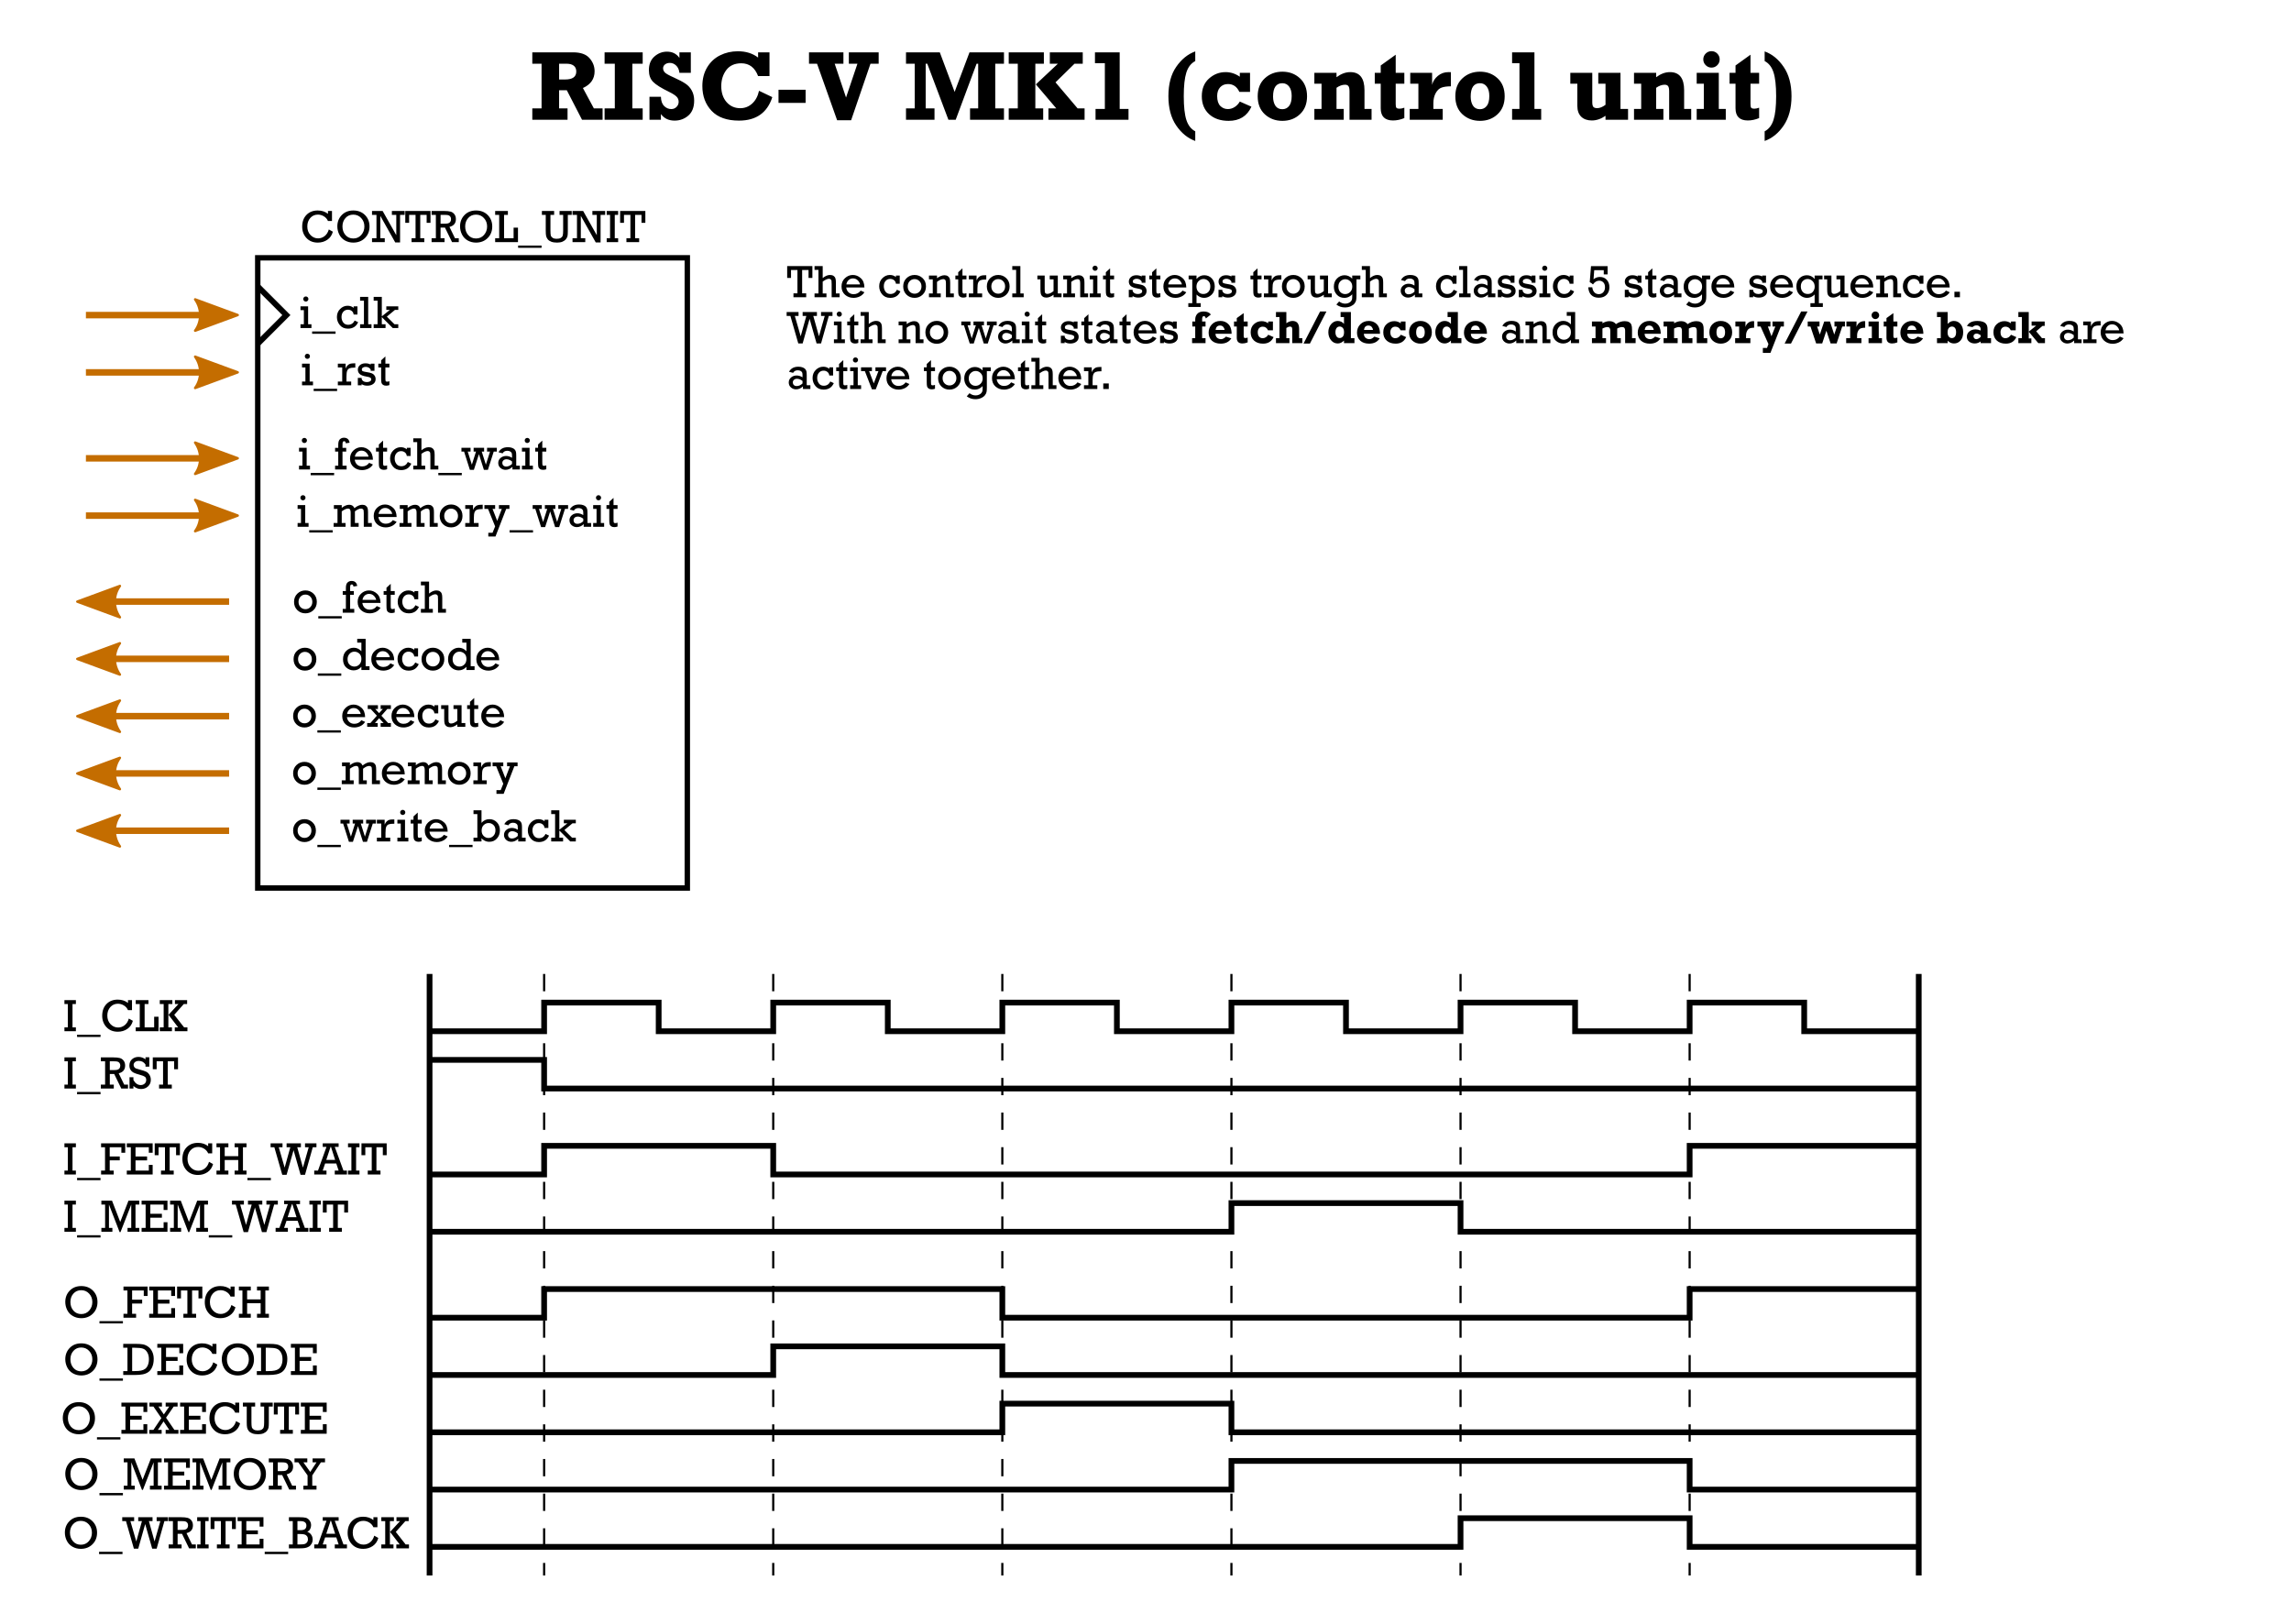 RISC-V MK1 (control unit)
CONTROL_UNIT
i_clk
i_rst
i_fetch_wait
i_memory_wait
o_fetch
o_decode
o_execute
o_memory
o_write_back
The control unit steps through a classic 5 stage sequence.
With no wait states fetch/decode and memory/write back are
active together.
I_CLK
I_RST
I_FETCH_WAIT
I_MEM_WAIT
O_FETCH
O_DECODE
O_EXECUTE
O_MEMORY
O_WRITE_BACK